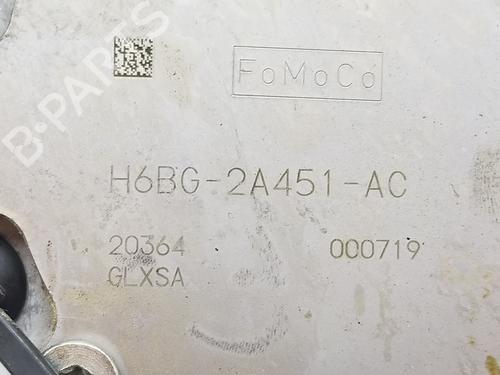 FoMoCo
H6BG-2A451-AC
20364 000719
GLXSA
B-PARTS